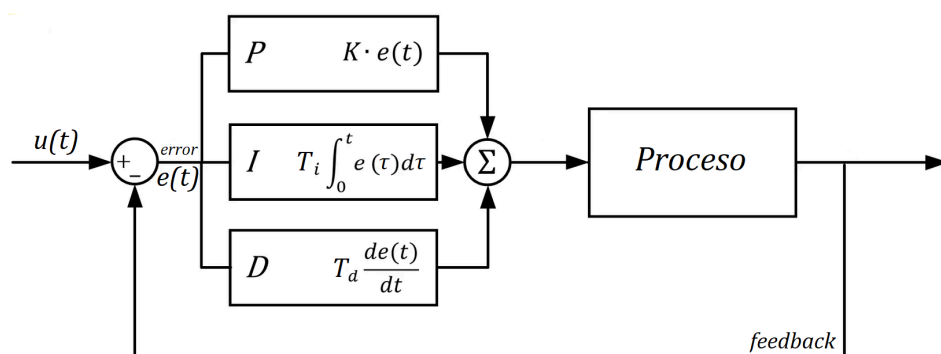 P K · e(t)
u(t)
+
−
error
e(t)
I T_i ∫_0^t e (τ)dτ
Σ
Proceso
D T_d de(t)/dt
feedback